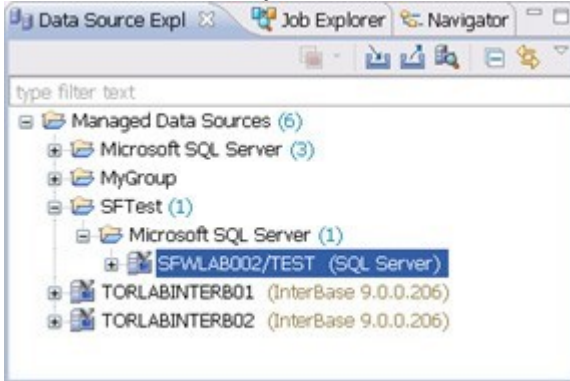 Data Source Expl Job Explorer Navigator
type filter text
Managed Data Sources (6)
Microsoft SQL Server (3)
MyGroup
SFTest (1)
Microsoft SQL Server (1)
SFWLAB002/TEST (SQL Server)
TORLABINTERB01 (InterBase 9.0.0.206)
TORLABINTERB02 (InterBase 9.0.0.206)